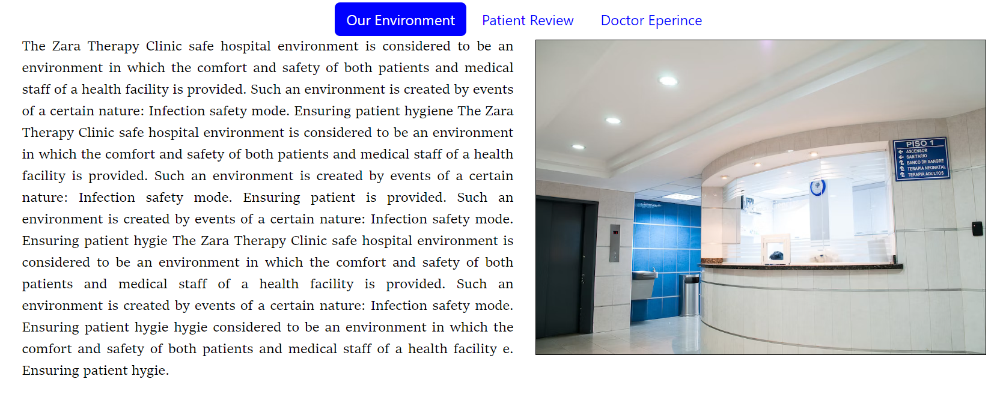 Our Environment
Patient Review
Doctor Eperince
The Zara Therapy Clinic safe hospital environment is considered to be an
environment in which the comfort and safety of both patients and medical
staff of a health facility is provided. Such an environment is created by events
of a certain nature: Infection safety mode. Ensuring patient hygiene The Zara
Therapy Clinic safe hospital environment is considered to be an environment
in which the comfort and safety of both patients and medical staff of a health
facility is provided. Such an environment is created by events of a certain
nature: Infection safety mode. Ensuring patient is provided. Such an
environment is created by events of a certain nature: Infection safety mode.
Ensuring patient hygie The Zara Therapy Clinic safe hospital environment is
considered to be an environment in which the comfort and safety of both
patients and medical staff of a health facility is provided. Such an
environment is created by events of a certain nature: Infection safety mode.
Ensuring patient hygie hygie considered to be an environment in which the
comfort and safety of both patients and medical staff of a health facility e.
Ensuring patient hygie.
PISO 1
ASCENSOR
SANITARIO
BANCO DE SANGRE
TERAPIA NEONATAL
TERAPIA ADULTOS